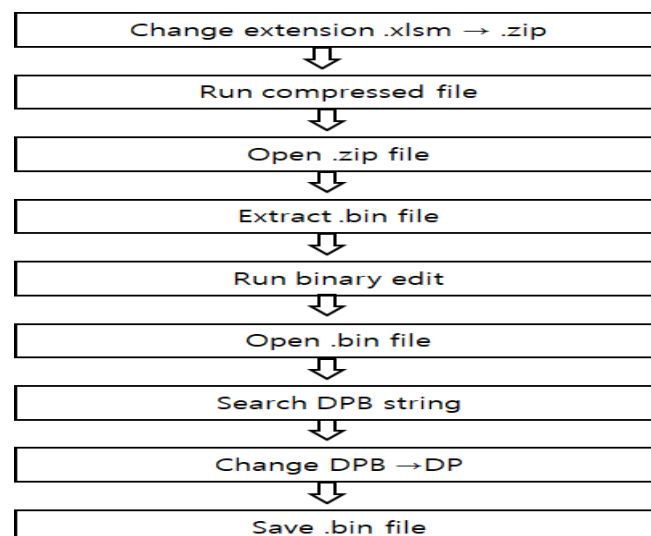 Change extension .xlsm → .zip
Run compressed file
Open .zip file
Extract .bin file
Run binary edit
Open .bin file
Search DPB string
Change DPB →DP
Save .bin file